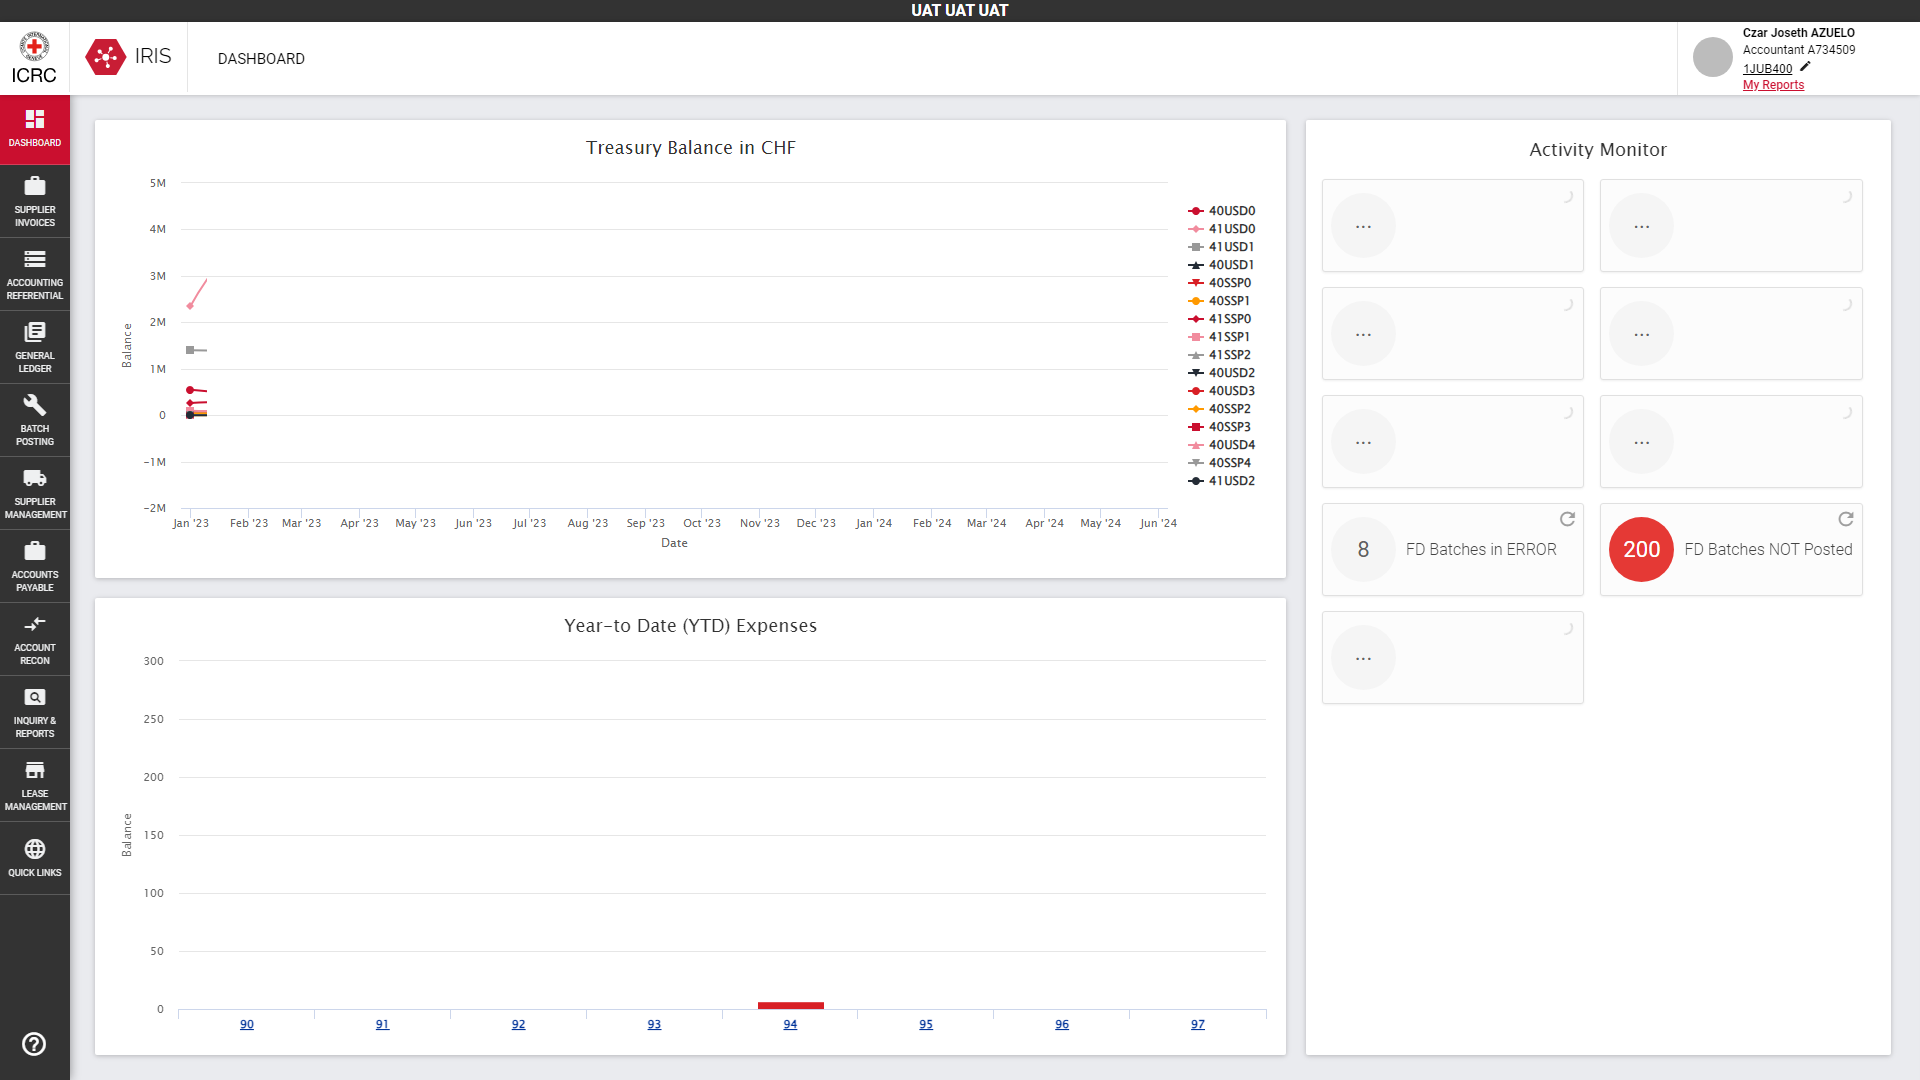 UAT UAT UAT
ICRC
IRIS
DASHBOARD
Czar Joseth AZUELO
Accountant A734509
1JUB400
My Reports
DASHBOARD
SUPPLIER
INVOICES
ACCOUNTING
REFERENTIAL
GENERAL
LEDGER
BATCH
POSTING
SUPPLIER
MANAGEMENT
ACCOUNTS
PAYABLE
ACCOUNT
RECON
INQUIRY &
REPORTS
LEASE
MANAGEMENT
QUICK LINKS
Treasury Balance in CHF
5M
4M
3M
2M
1M
0
-1M
-2M
Balance
Jan '23 Feb '23 Mar '23 Apr '23 May '23 Jun '23 Jul '23 Aug '23 Sep '23 Oct '23 Nov '23 Dec '23 Jan '24 Feb '24 Mar '24 Apr '24 May '24 Jun '24
Date
40USD0
41USD0
41USD1
40USD1
40SSP0
40SSP1
41SSP0
41SSP1
41SSP2
40USD2
40USD3
40SSP2
40SSP3
40USD4
40SSP4
41USD2
Year-to Date (YTD) Expenses
300
250
200
150
100
50
0
Balance
90 91 92 93 94 95 96 97
Activity Monitor
... ...
... ...
... ...
8 FD Batches in ERROR
200 FD Batches NOT Posted
...